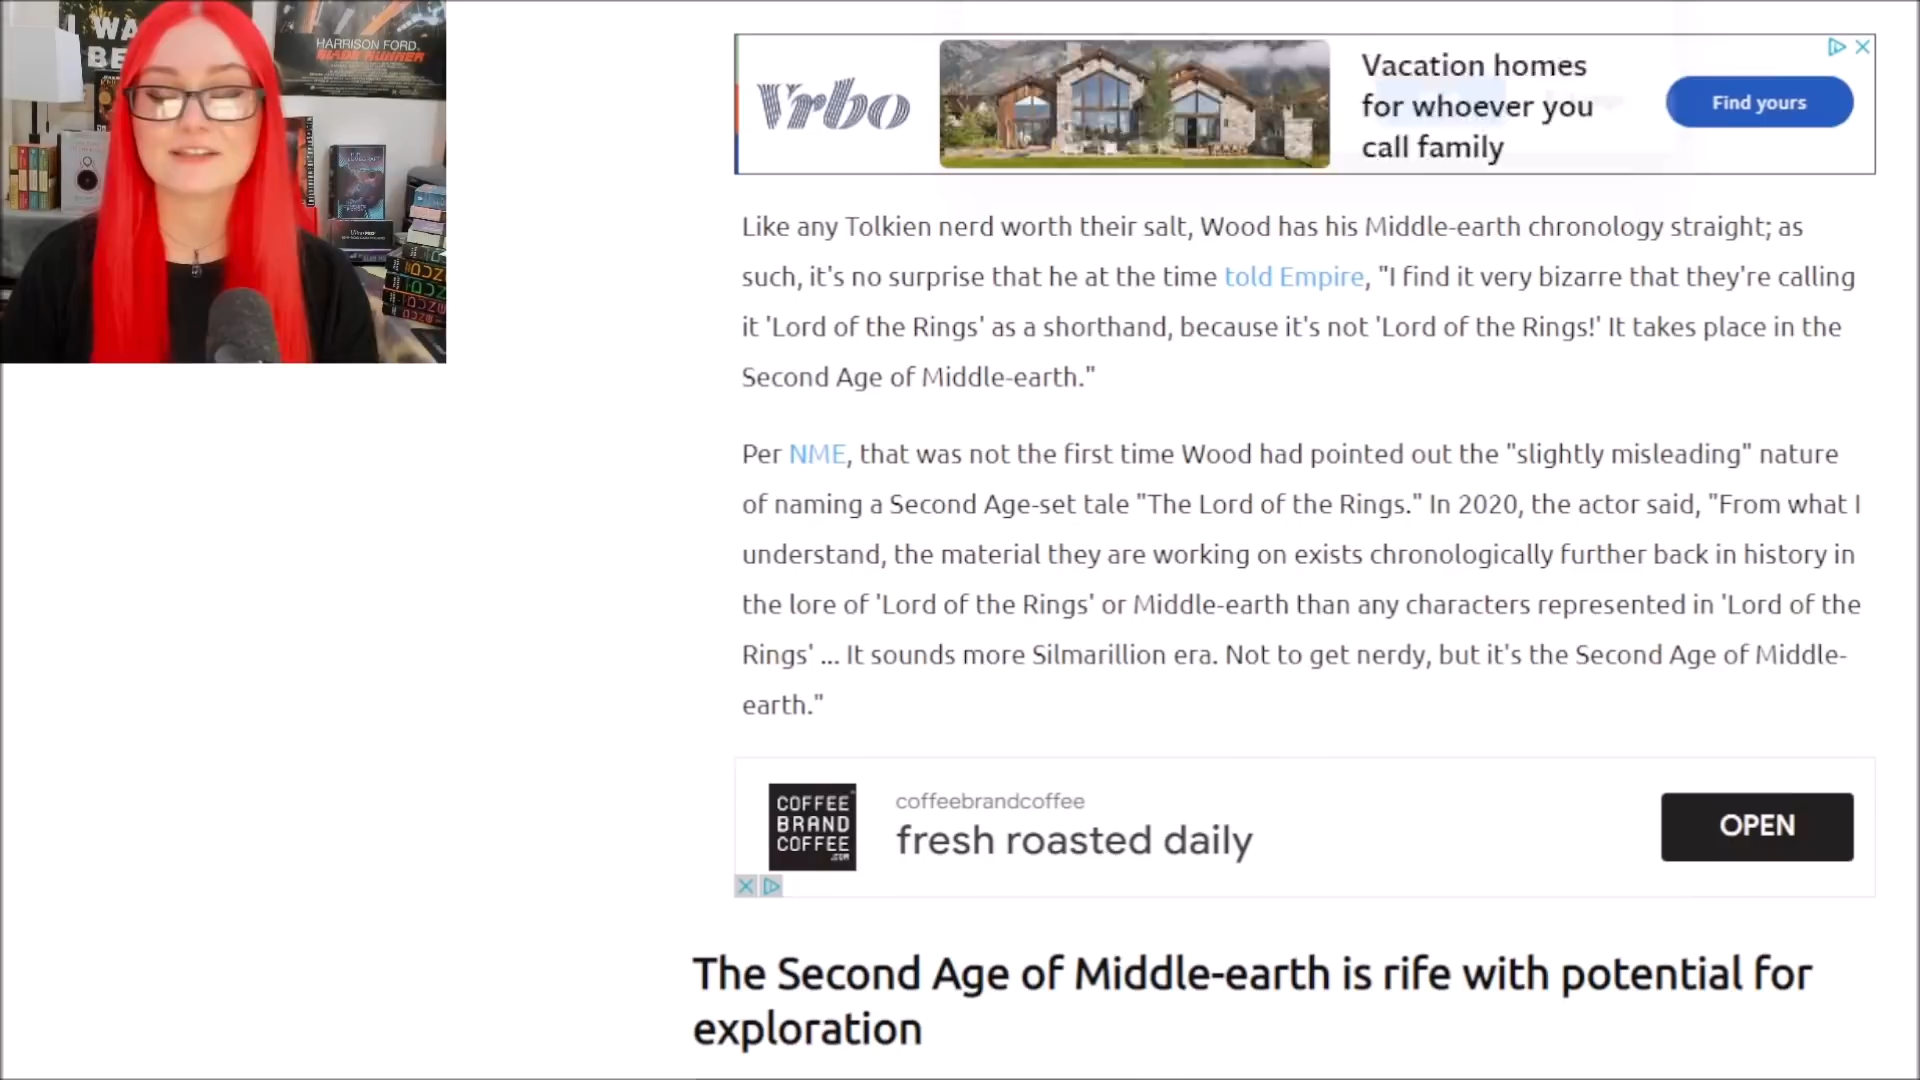 I WA
BE
HARRISON FORD.
BLADE RUNNER
Vrbo
Vacation homes
for whoever you
call family
Find yours
Like any Tolkien nerd worth their salt, Wood has his Middle-earth chronology straight; as
such, it's no surprise that he at the time told Empire, "I find it very bizarre that they're calling
it 'Lord of the Rings' as a shorthand, because it's not 'Lord of the Rings!' It takes place in the
Second Age of Middle-earth."
Per NME, that was not the first time Wood had pointed out the "slightly misleading" nature
of naming a Second Age-set tale "The Lord of the Rings." In 2020, the actor said, "From what I
understand, the material they are working on exists chronologically further back in history in
the lore of 'Lord of the Rings' or Middle-earth than any characters represented in 'Lord of the
Rings' ... It sounds more Silmarillion era. Not to get nerdy, but it's the Second Age of Middle-
earth."
COFFEE
BRAND
COFFEE
.COM
coffeebrandcoffee
fresh roasted daily
OPEN
The Second Age of Middle-earth is rife with potential for
exploration